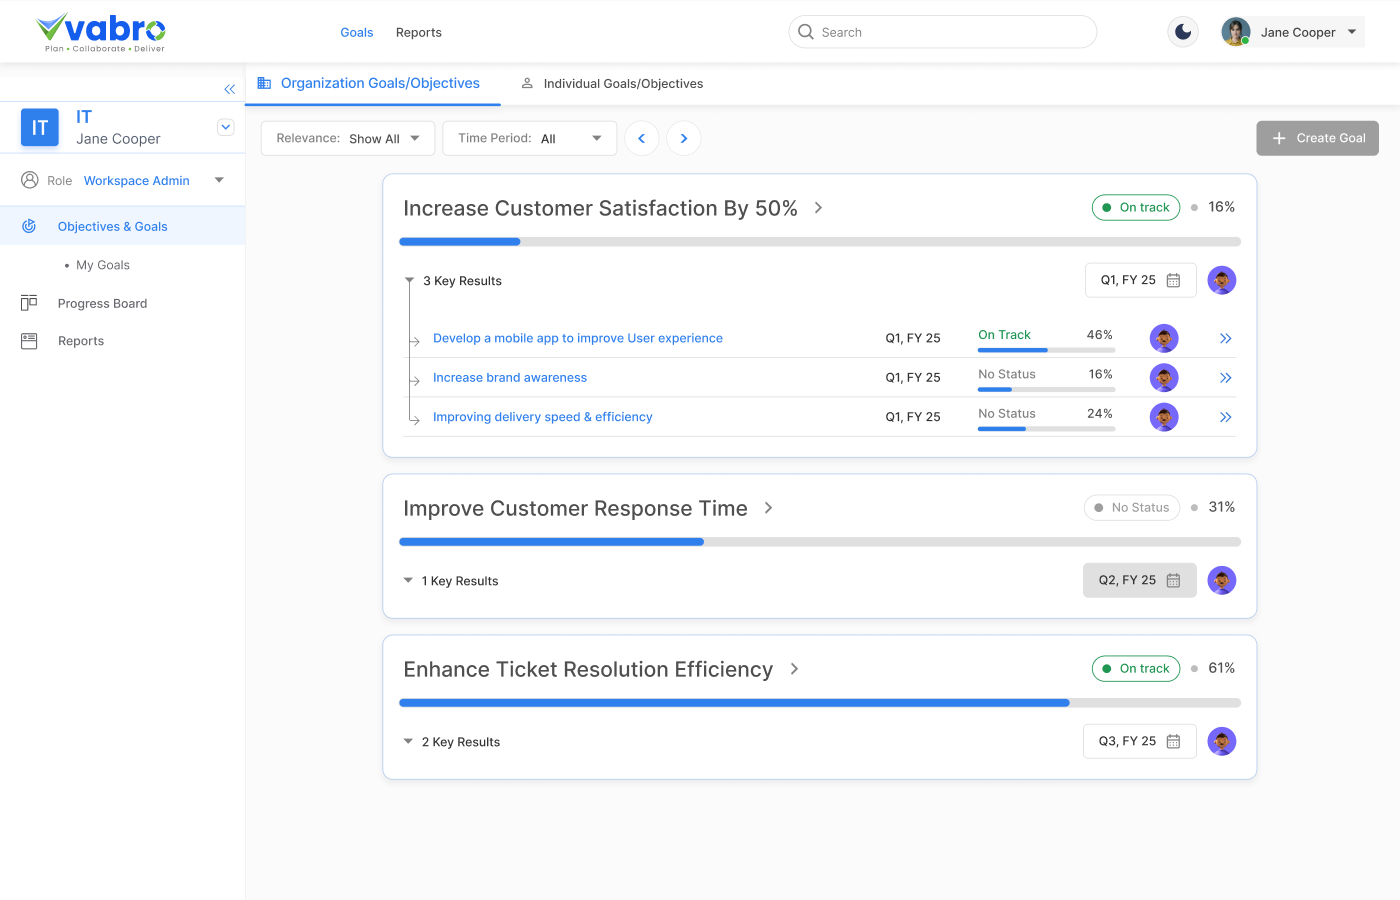 vabro
Plan • Collaborate • Deliver
Goals Reports
Search
Jane Cooper
Organization Goals/Objectives
Individual Goals/Objectives
IT
IT
Jane Cooper
Relevance: Show All
Time Period: All
Create Goal
Role Workspace Admin
Objectives & Goals
• My Goals
Progress Board
Reports
Increase Customer Satisfaction By 50%
On track 16%
3 Key Results
Q1, FY 25
Develop a mobile app to improve User experience Q1, FY 25 On Track 46%
Increase brand awareness Q1, FY 25 No Status 16%
Improving delivery speed & efficiency Q1, FY 25 No Status 24%
Improve Customer Response Time
No Status 31%
1 Key Results
Q2, FY 25
Enhance Ticket Resolution Efficiency
On track 61%
2 Key Results
Q3, FY 25